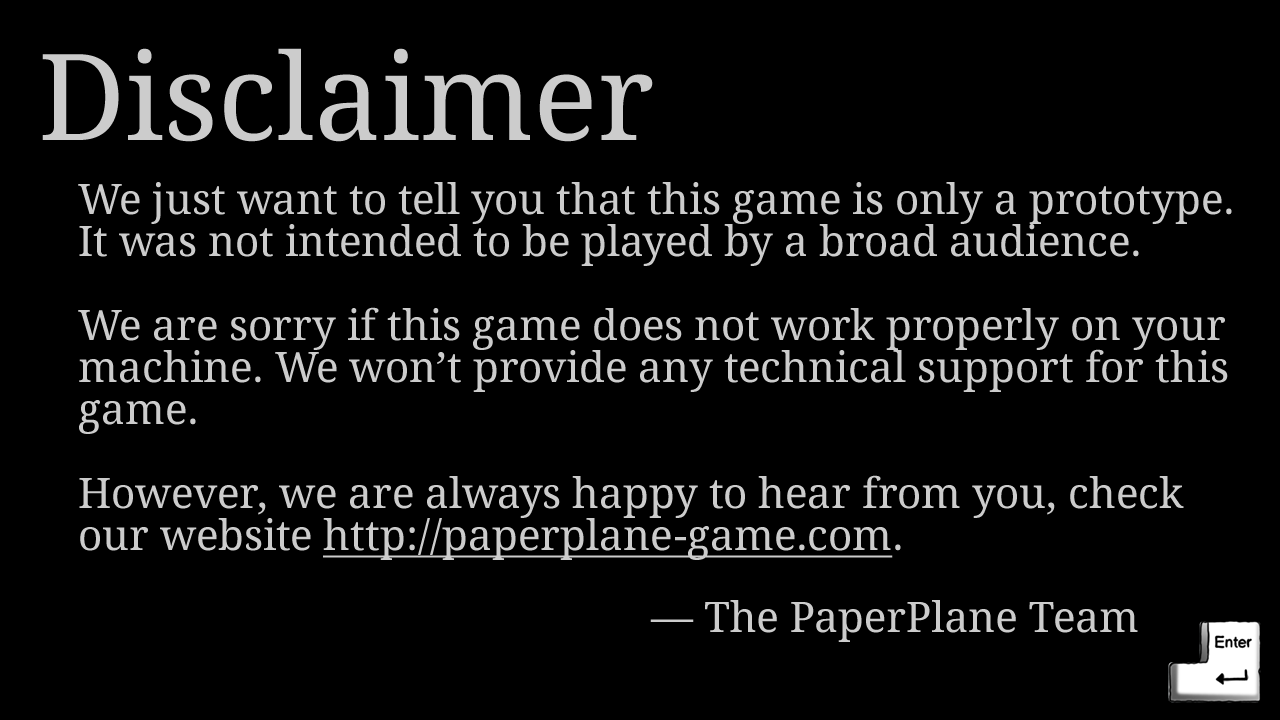 Disclaimer
We just want to tell you that this game is only a prototype.
It was not intended to be played by a broad audience.
We are sorry if this game does not work properly on your
machine. We won’t provide any technical support for this
game.
However, we are always happy to hear from you, check
our website http://paperplane-game.com.
— The PaperPlane Team
Enter